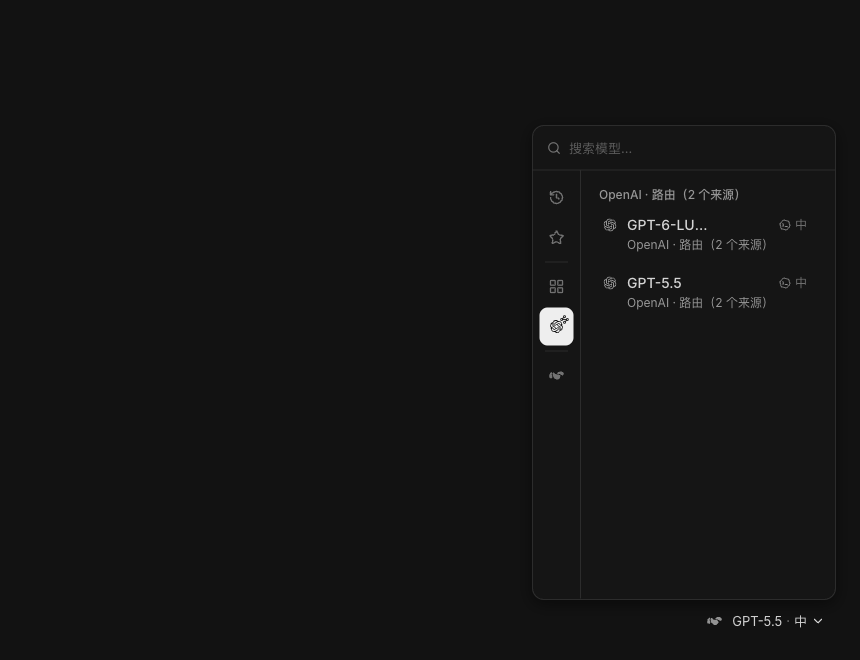 搜索模型...
OpenAI · 路由（2 个来源）
GPT-6-LU... 中
OpenAI · 路由（2 个来源）
GPT-5.5 中
OpenAI · 路由（2 个来源）
GPT-5.5 · 中